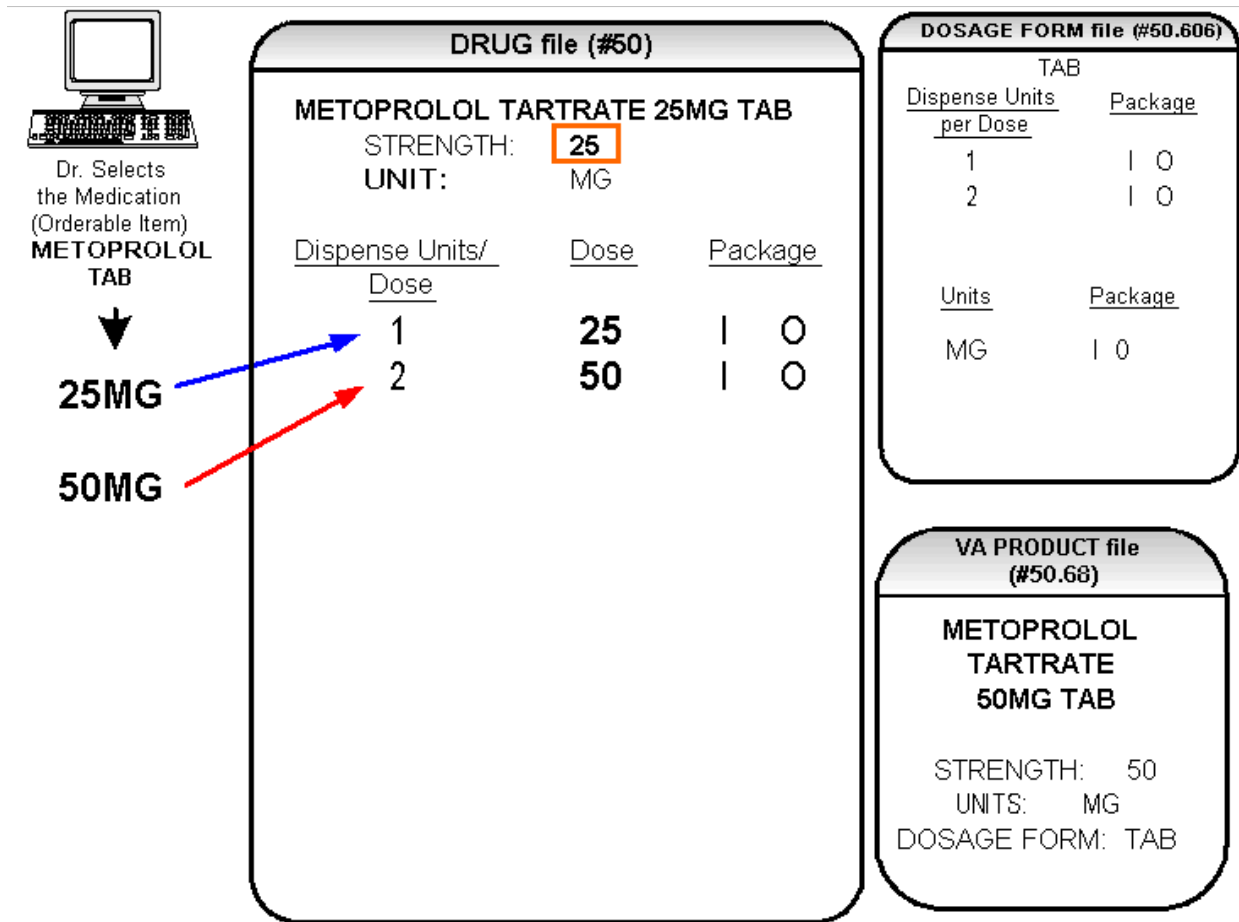 Dr. Selects
the Medication
(Orderable Item)
METOPROLOL
TAB
25MG
50MG
DRUG file (#50)
METOPROLOL TARTRATE 25MG TAB
STRENGTH: 25
UNIT: MG
Dispense Units/ Dose Package
Dose
1 25 I O
2 50 I O
DOSAGE FORM file (#50.606)
TAB
Dispense Units Package
per Dose
1 I O
2 I O
Units Package
MG I 0
VA PRODUCT file
(#50.68)
METOPROLOL
TARTRATE
50MG TAB
STRENGTH: 50
UNITS: MG
DOSAGE FORM: TAB